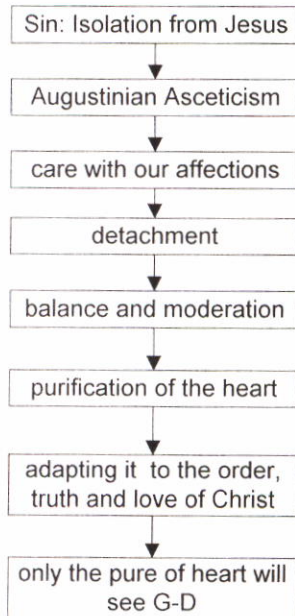 Sin: Isolation from Jesus
Augustinian Asceticism
care with our affections
detachment
balance and moderation
purification of the heart
adapting it to the order,
truth and love of Christ
only the pure of heart will
see G-D